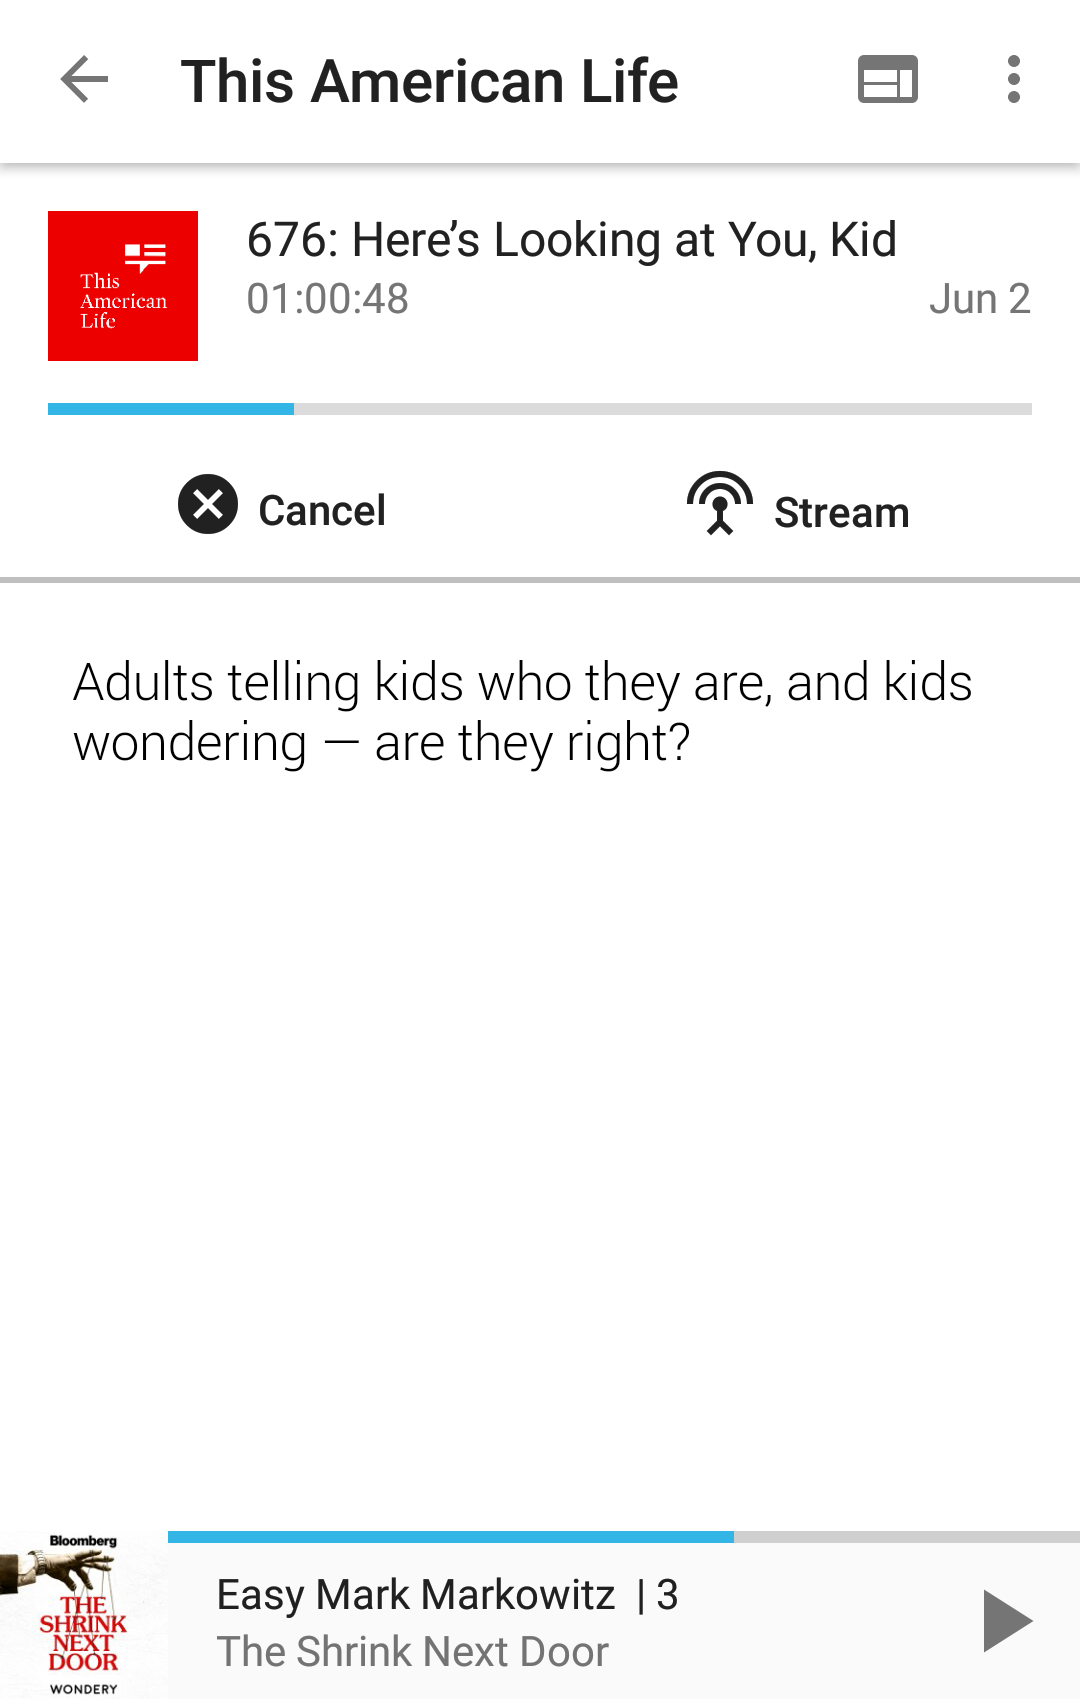 This American Life
This
American
Life
676: Here’s Looking at You, Kid
01:00:48 Jun 2
Cancel Stream
Adults telling kids who they are, and kids
wondering — are they right?
Bloomberg
THE
SHRINK
NEXT
DOOR
WONDERY
Easy Mark Markowitz | 3
The Shrink Next Door